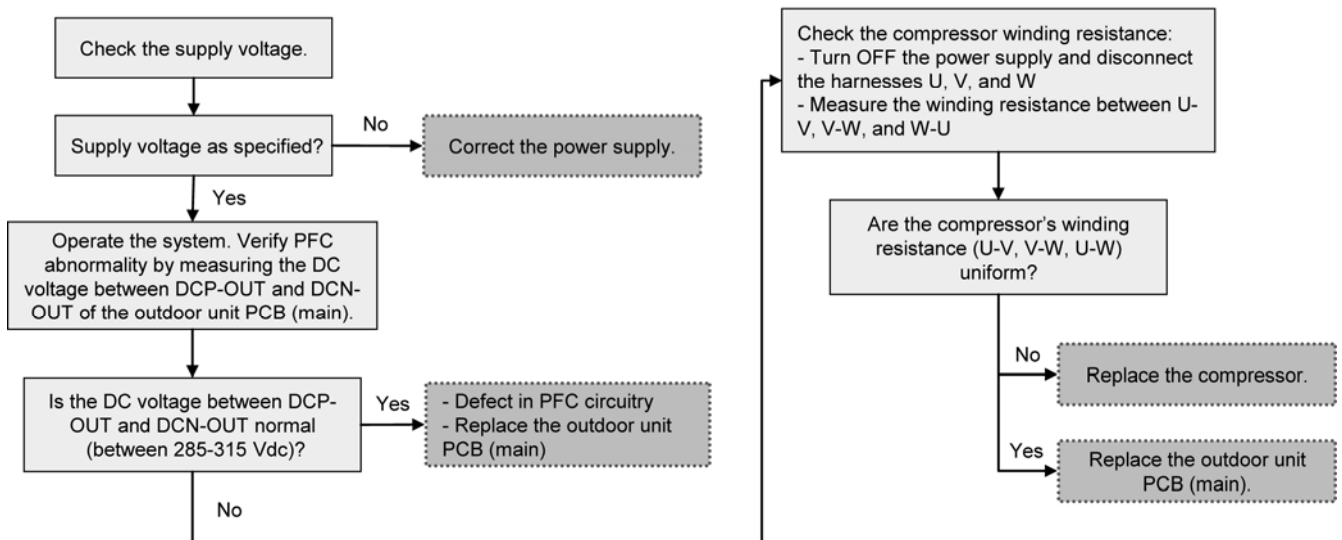 Check the supply voltage.
Supply voltage as specified?
No
Correct the power supply.
Yes
Operate the system. Verify PFC
abnormality by measuring the DC
voltage between DCP-OUT and DCN-
OUT of the outdoor unit PCB (main).
Is the DC voltage between DCP-
OUT and DCN-OUT normal
(between 285-315 Vdc)?
Yes
- Defect in PFC circuitry
- Replace the outdoor unit
PCB (main)
No
Check the compressor winding resistance:
- Turn OFF the power supply and disconnect
the harnesses U, V, and W
- Measure the winding resistance between U-
V, V-W, and W-U
Are the compressor's winding
resistance (U-V, V-W, U-W)
uniform?
No
Replace the compressor.
Yes
Replace the outdoor unit
PCB (main).